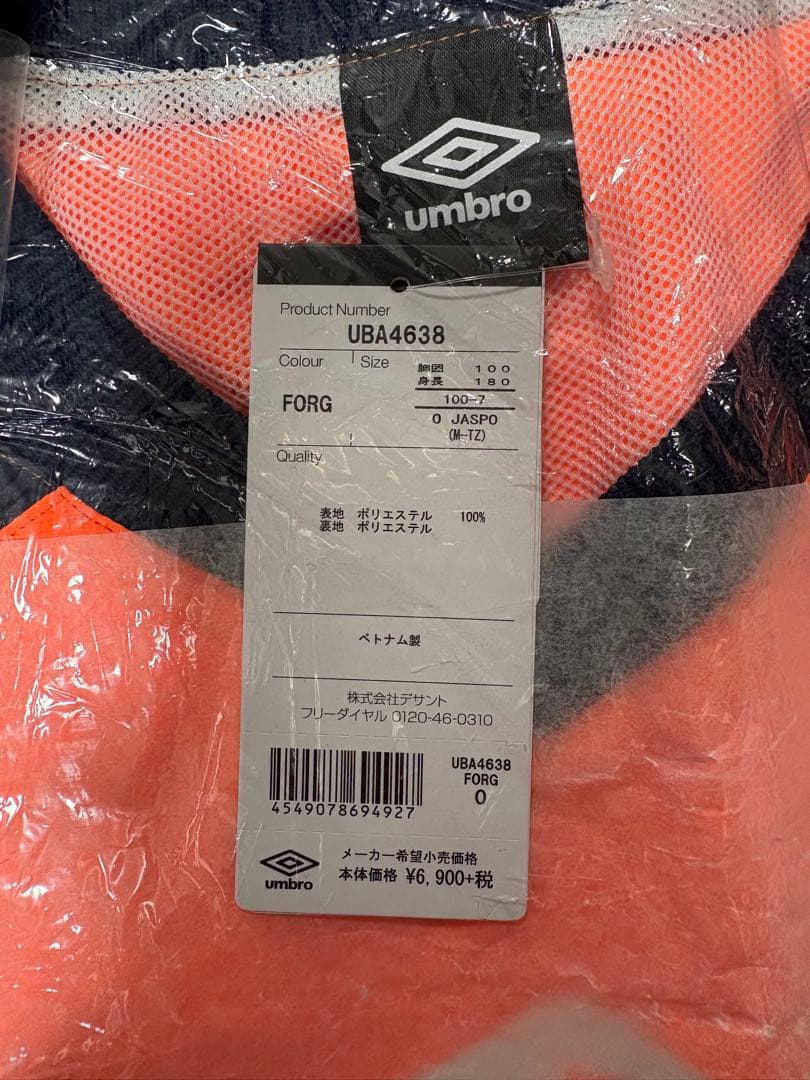 umbro
Product Number
UBA4638
Colour
Size
胸囲 100
身長 180
FORG
100-7
O JASPO
(M-TZ)
Quality
表地 ポリエステル 100%
裏地 ポリエステル
ベトナム製
株式会社デサント
フリーダイヤル 0120-46-0310
UBA4638
FORG
O
4549078694927
メーカー希望小売価格
本体価格 ¥6,900+税
umbro